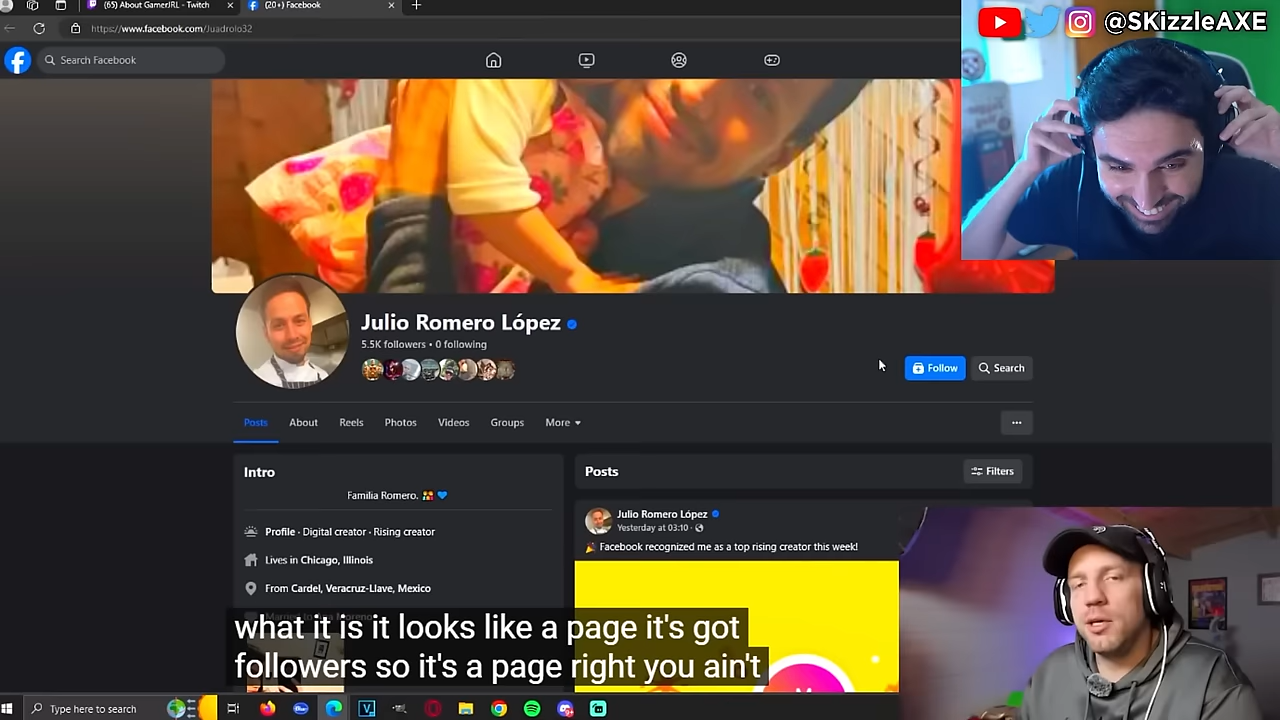 (65) About GamerJRL - Twitch
(20+) Facebook
@SKizzleAXE
https://www.facebook.com/Juadrolo32
Search Facebook
Julio Romero López
5.5K followers • 0 following
Follow
Search
Posts
About
Reels
Photos
Videos
Groups
More
Intro
Posts
Filters
Familia Romero.
Julio Romero López
Yesterday at 03:10
Profile · Digital creator · Rising creator
Facebook recognized me as a top rising creator this week!
Lives in Chicago, Illinois
From Cardel, Veracruz-Llave, Mexico
what it is it looks like a page it's got
followers so it's a page right you ain't
Type here to search